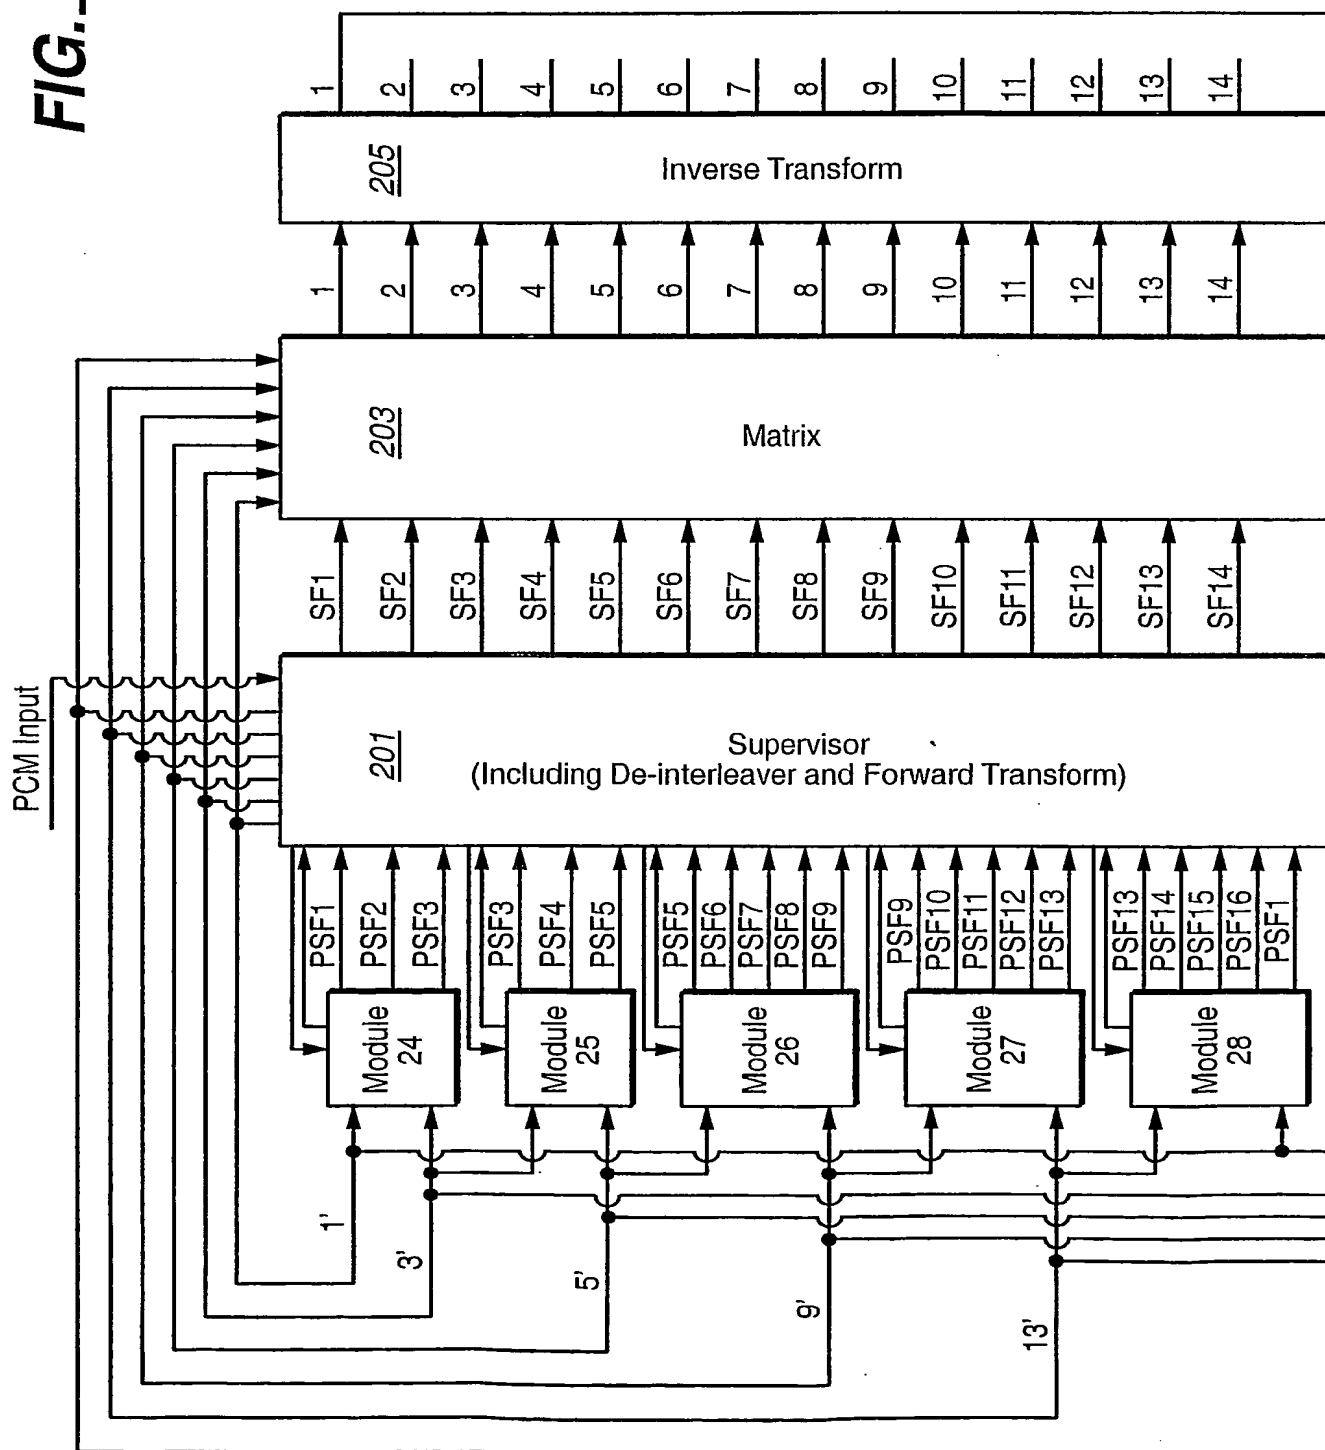 FIG.
1
2
3
4
5
6
7
8
9
10
11
12
13
14
205
Inverse Transform
1
2
3
4
5
6
7
8
9
10
11
12
13
14
203
Matrix
SF1
SF2
SF3
SF4
SF5
SF6
SF7
SF8
SF9
SF10
SF11
SF12
SF13
SF14
PCM Input
201
Supervisor
(Including De-interleaver and Forward Transform)
PSF1
PSF2
PSF3
PSF3
PSF4
PSF5
PSF5
PSF6
PSF7
PSF8
PSF9
PSF9
PSF10
PSF11
PSF12
PSF13
PSF13
PSF14
PSF15
PSF16
PSF1
Module
24
Module
25
Module
26
Module
27
Module
28
1'
3'
5'
9'
13'